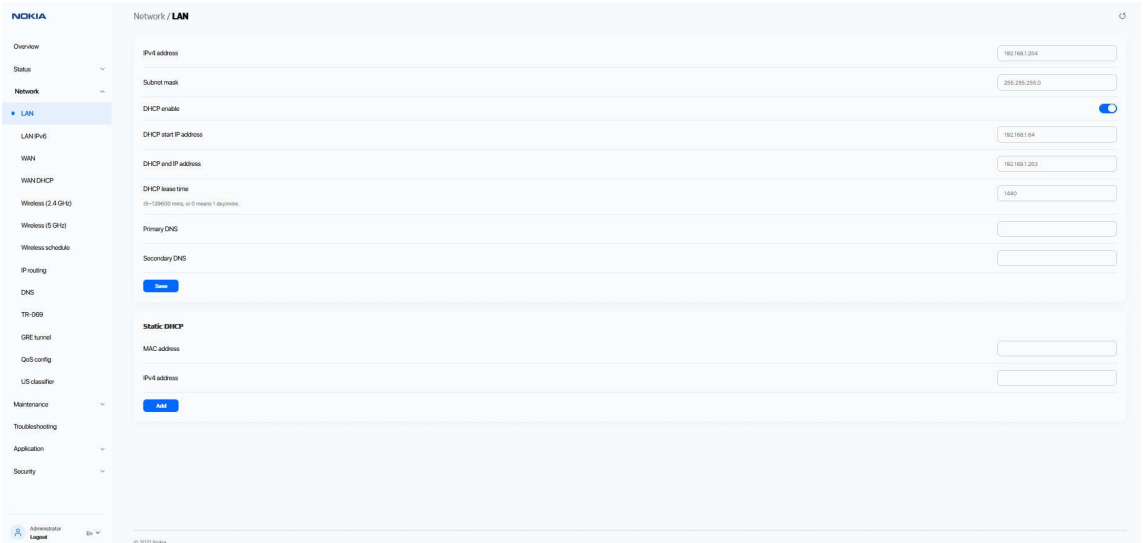 NOKIA
Overview
Status
Network
LAN
LAN IPv6
WAN
WAN DHCP
Wireless (2.4 GHz)
Wireless (5 GHz)
Wireless schedule
IP routing
DNS
TR-069
GRE tunnel
QoS config
US classifier
Maintenance
Troubleshooting
Application
Security
Administrator
Logout
En
Network / LAN
IPv4 address
192.168.1.254
Subnet mask
255.255.255.0
DHCP enable
DHCP start IP address
192.168.1.64
DHCP end IP address
192.168.1.253
DHCP lease time
1440
(5~129600 mins, or 0 means 1 day)mins.
Primary DNS
Secondary DNS
Save
Static DHCP
MAC address
IPv4 address
Add
© 2021 Nokia